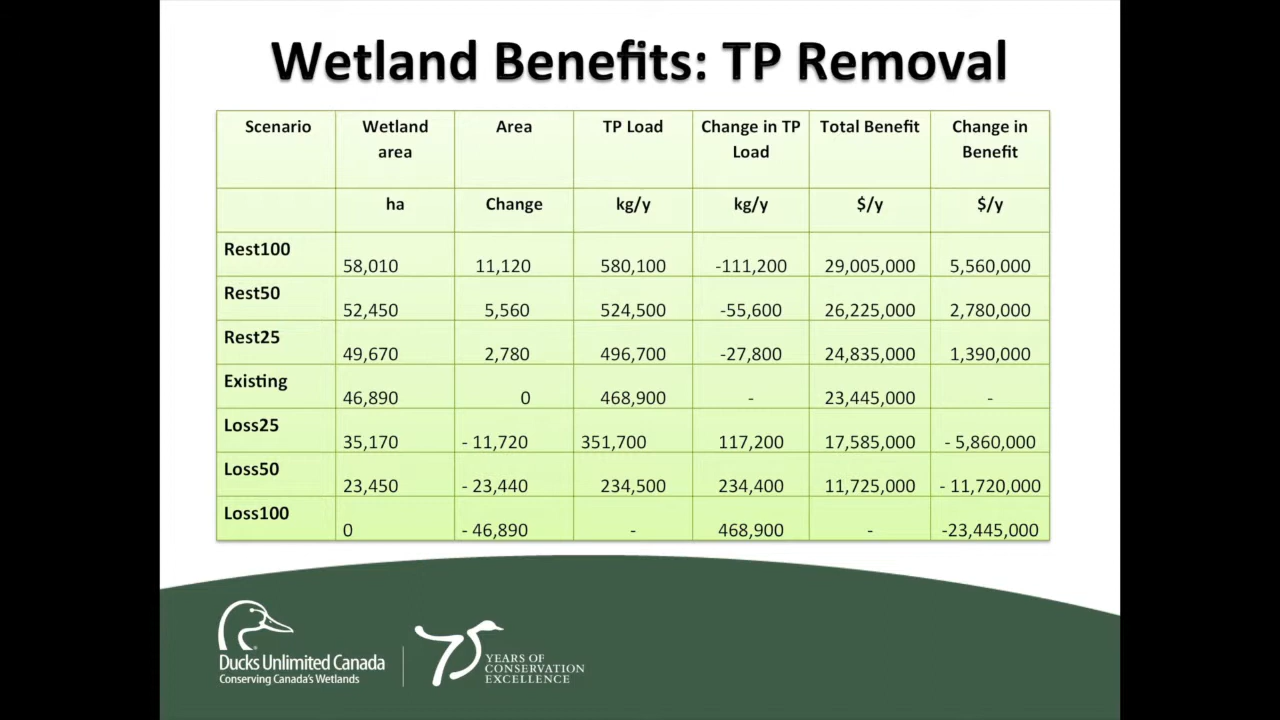 Wetland Benefits: TP Removal
Scenario Wetland area Area TP Load Change in TP Load Total Benefit Change in Benefit
ha Change kg/y kg/y $/y $/y
Rest100 58,010 11,120 580,100 -111,200 29,005,000 5,560,000
Rest50 52,450 5,560 524,500 -55,600 26,225,000 2,780,000
Rest25 49,670 2,780 496,700 -27,800 24,835,000 1,390,000
Existing 46,890 0 468,900 - 23,445,000 -
Loss25 35,170 - 11,720 351,700 117,200 17,585,000 - 5,860,000
Loss50 23,450 - 23,440 234,500 234,400 11,725,000 - 11,720,000
Loss100 0 - 46,890 - 468,900 - -23,445,000
Ducks Unlimited Canada
Conserving Canada's Wetlands
75 YEARS OF
CONSERVATION
EXCELLENCE